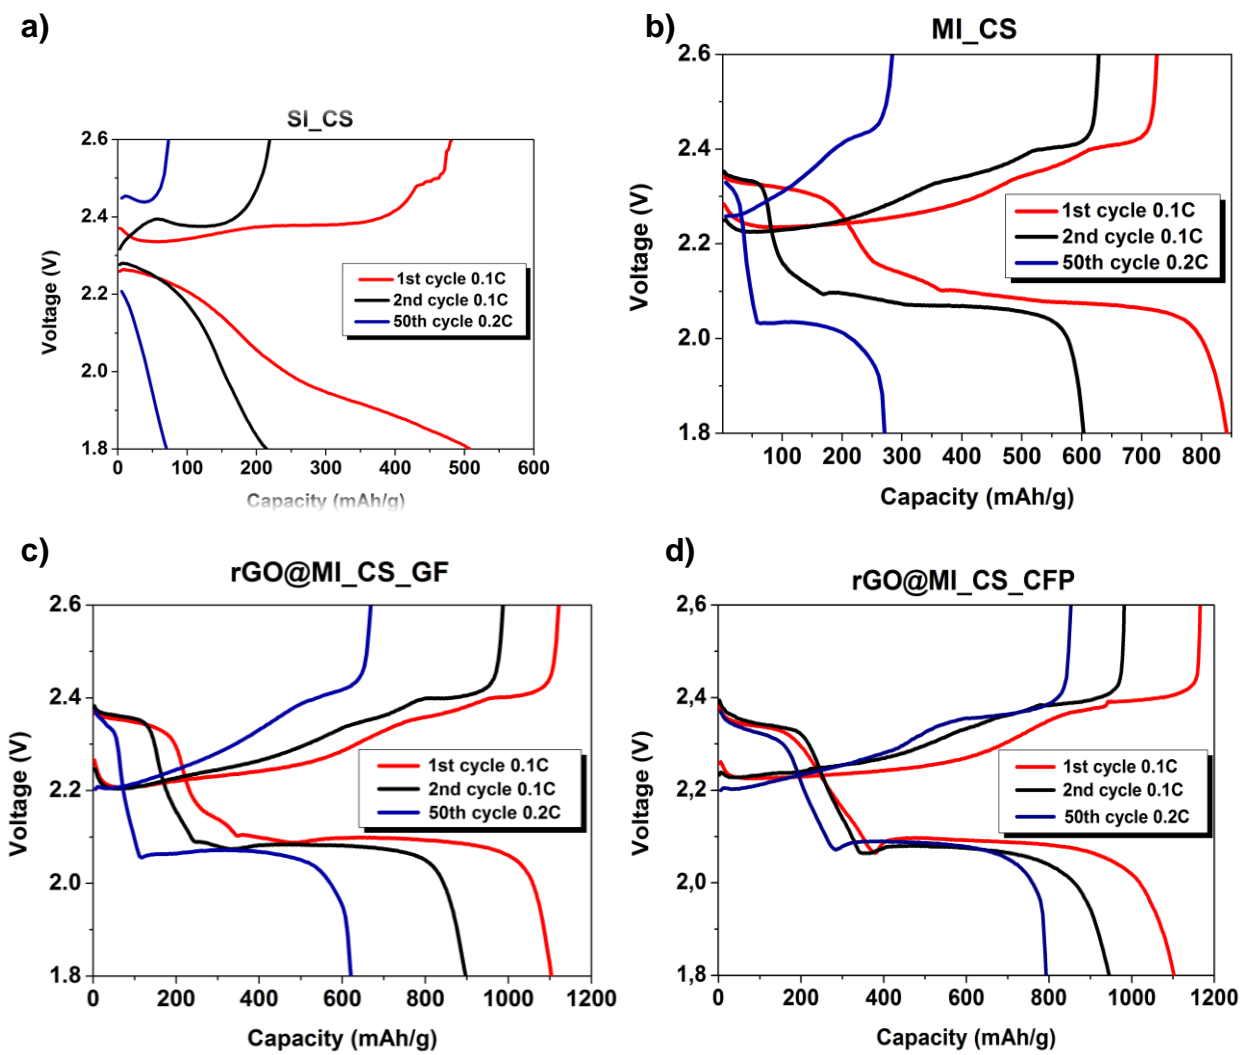 a)
SI_CS
2.6
2.4
2.2
2.0
1.8
Voltage (V)
1st cycle 0.1C
2nd cycle 0.1C
50th cycle 0.2C
0 100 200 300 400 500 600
Capacity (mAh/g)
b)
MI_CS
2.6
2.4
2.2
2.0
1.8
Voltage (V)
1st cycle 0.1C
2nd cycle 0.1C
50th cycle 0.2C
100 200 300 400 500 600 700 800
Capacity (mAh/g)
c)
rGO@MI_CS_GF
2.6
2.4
2.2
2.0
1.8
Voltage (V)
1st cycle 0.1C
2nd cycle 0.1C
50th cycle 0.2C
0 200 400 600 800 1000 1200
Capacity (mAh/g)
d)
rGO@MI_CS_CFP
2,6
2,4
2,2
2,0
1,8
Voltage (V)
1st cycle 0.1C
2nd cycle 0.1C
50th cycle 0.2C
0 200 400 600 800 1000 1200
Capacity (mAh/g)